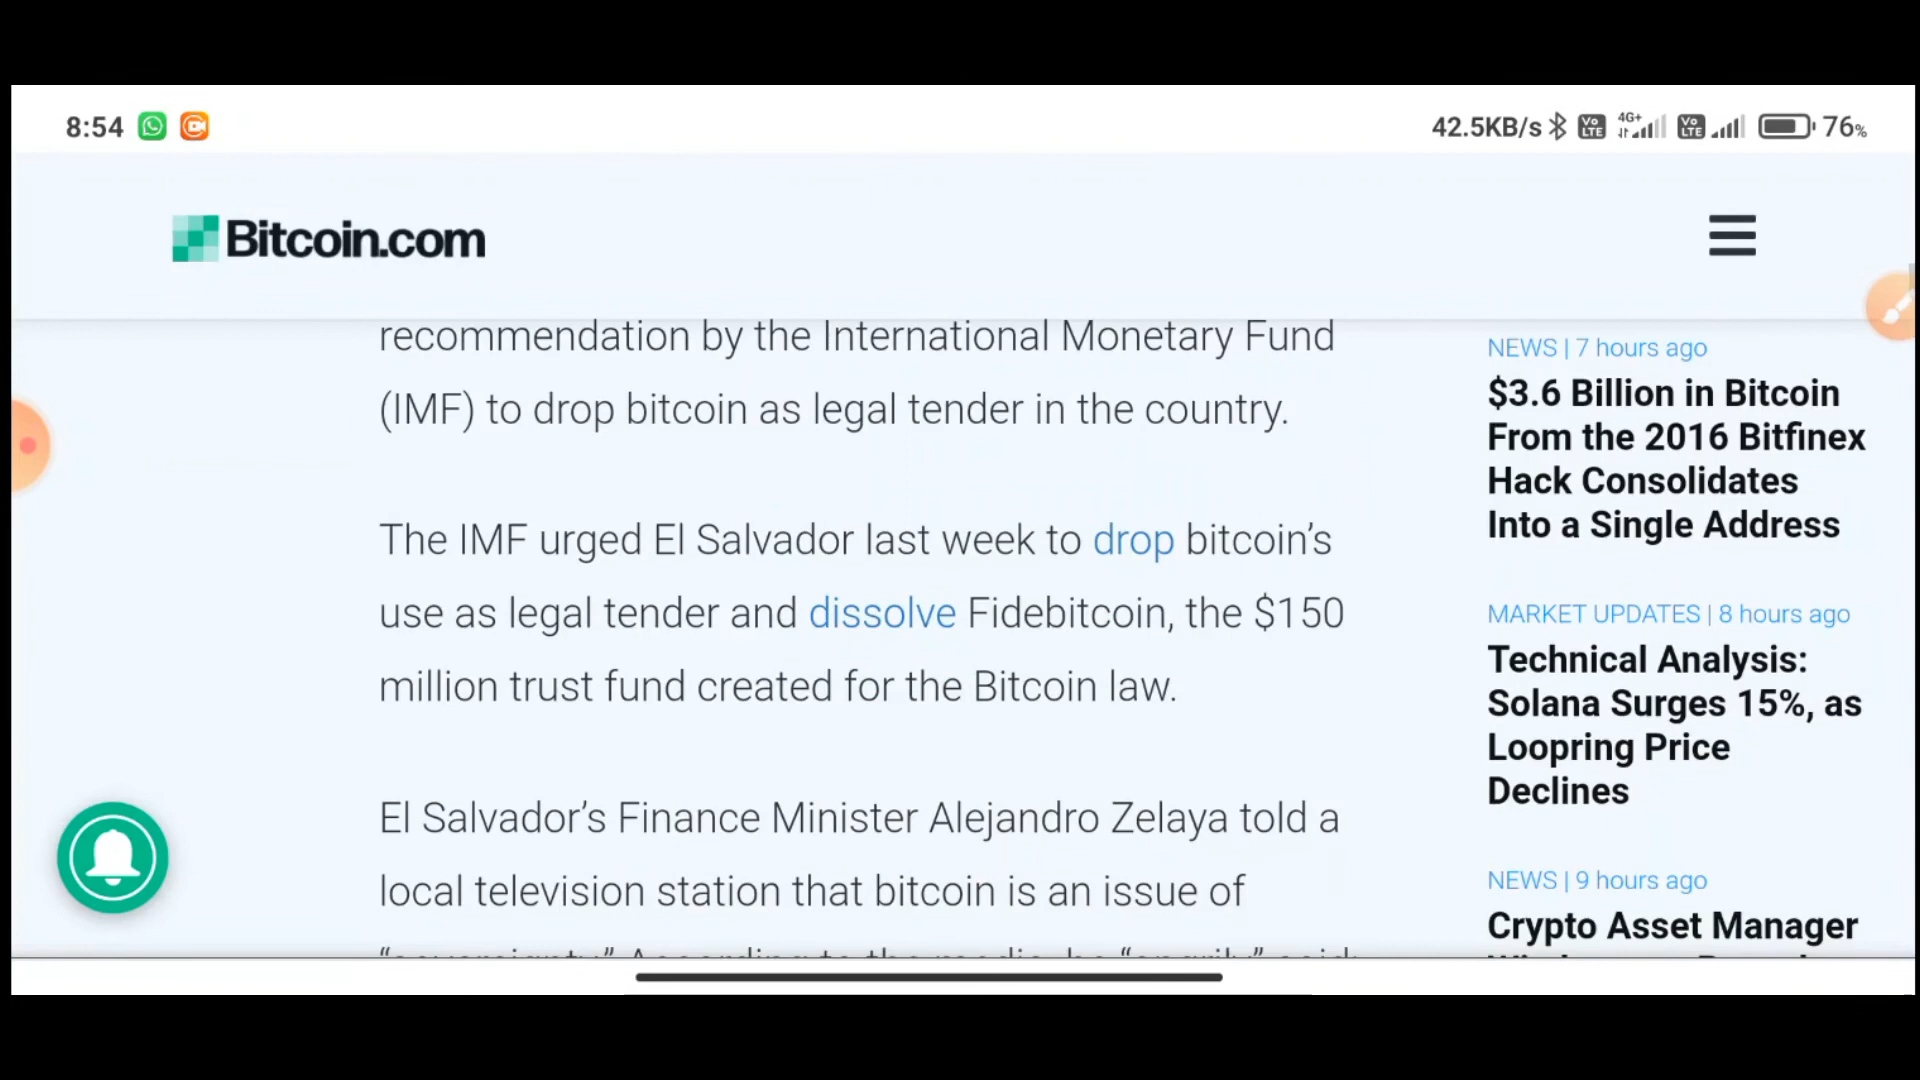 8:54
42.5KB/s Vo LTE 4G+ Vo LTE 76%
Bitcoin.com
recommendation by the International Monetary Fund
(IMF) to drop bitcoin as legal tender in the country.
The IMF urged El Salvador last week to drop bitcoin’s
use as legal tender and dissolve Fidebitcoin, the $150
million trust fund created for the Bitcoin law.
El Salvador’s Finance Minister Alejandro Zelaya told a
local television station that bitcoin is an issue of
NEWS | 7 hours ago
$3.6 Billion in Bitcoin
From the 2016 Bitfinex
Hack Consolidates
Into a Single Address
MARKET UPDATES | 8 hours ago
Technical Analysis:
Solana Surges 15%, as
Loopring Price
Declines
NEWS | 9 hours ago
Crypto Asset Manager